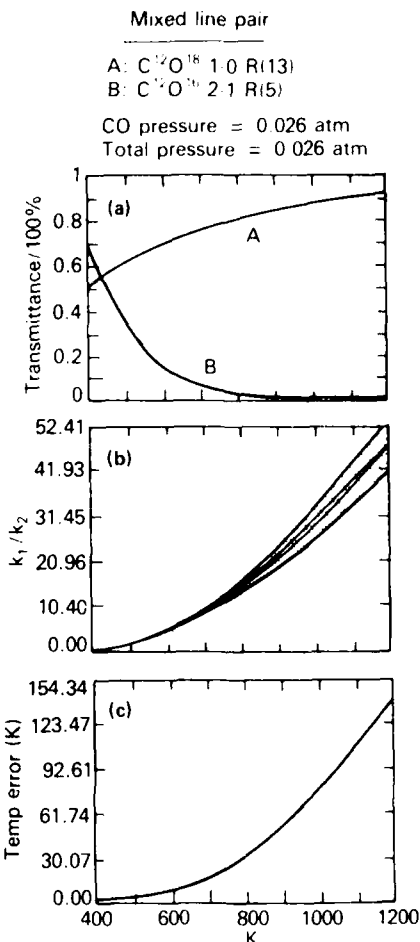 Mixed line pair
A: C¹²O¹⁸ 1-0 R(13)
B: C¹²O¹⁶ 2-1 R(5)
CO pressure = 0.026 atm
Total pressure = 0 026 atm
Transmittance/100%
1
0.8
0.6
0.4
0.2
0
(a)
A
B
k₁/k₂
52.41
41.93
31.45
20.96
10.40
0.00
(b)
Temp error (K)
154.34
123.47
92.61
61.74
30.07
0.00
(c)
400 600 800 1000 1200
K